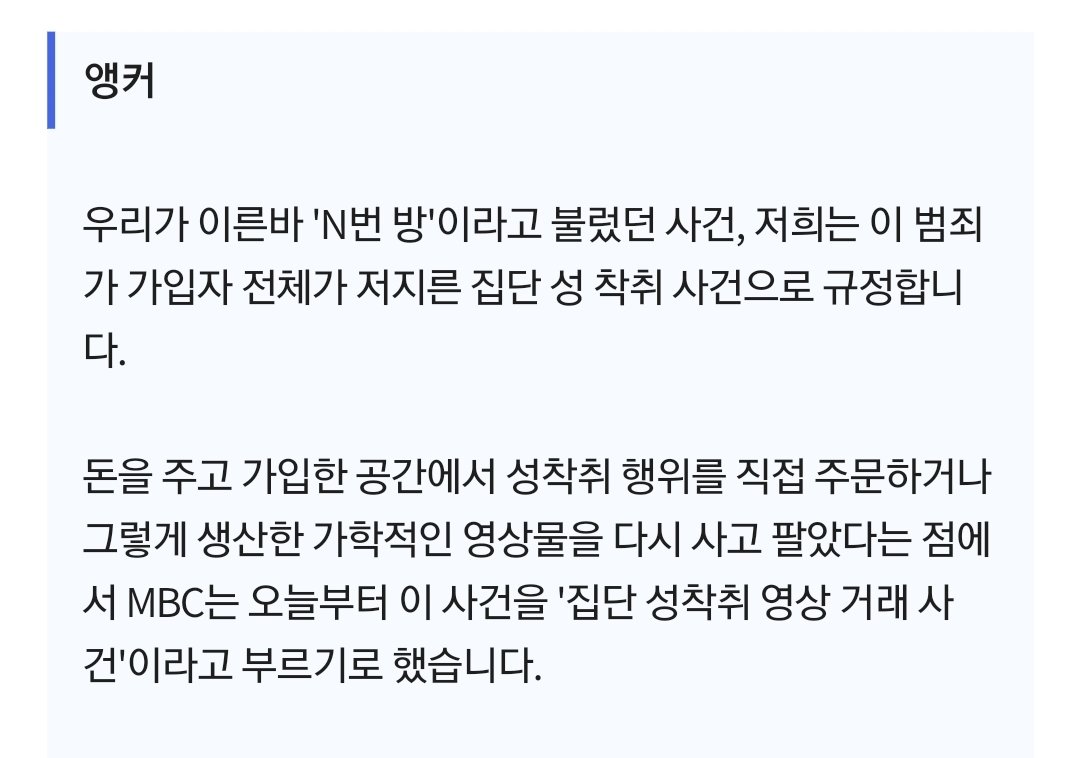 앵커
우리가 이른바 'N번 방'이라고 불렀던 사건, 저희는 이 범죄
가 가입자 전체가 저지른 집단 성 착취 사건으로 규정합니
다.
돈을 주고 가입한 공간에서 성착취 행위를 직접 주문하거나
그렇게 생산한 가학적인 영상물을 다시 사고 팔았다는 점에
서 MBC는 오늘부터 이 사건을 '집단 성착취 영상 거래 사
건'이라고 부르기로 했습니다.